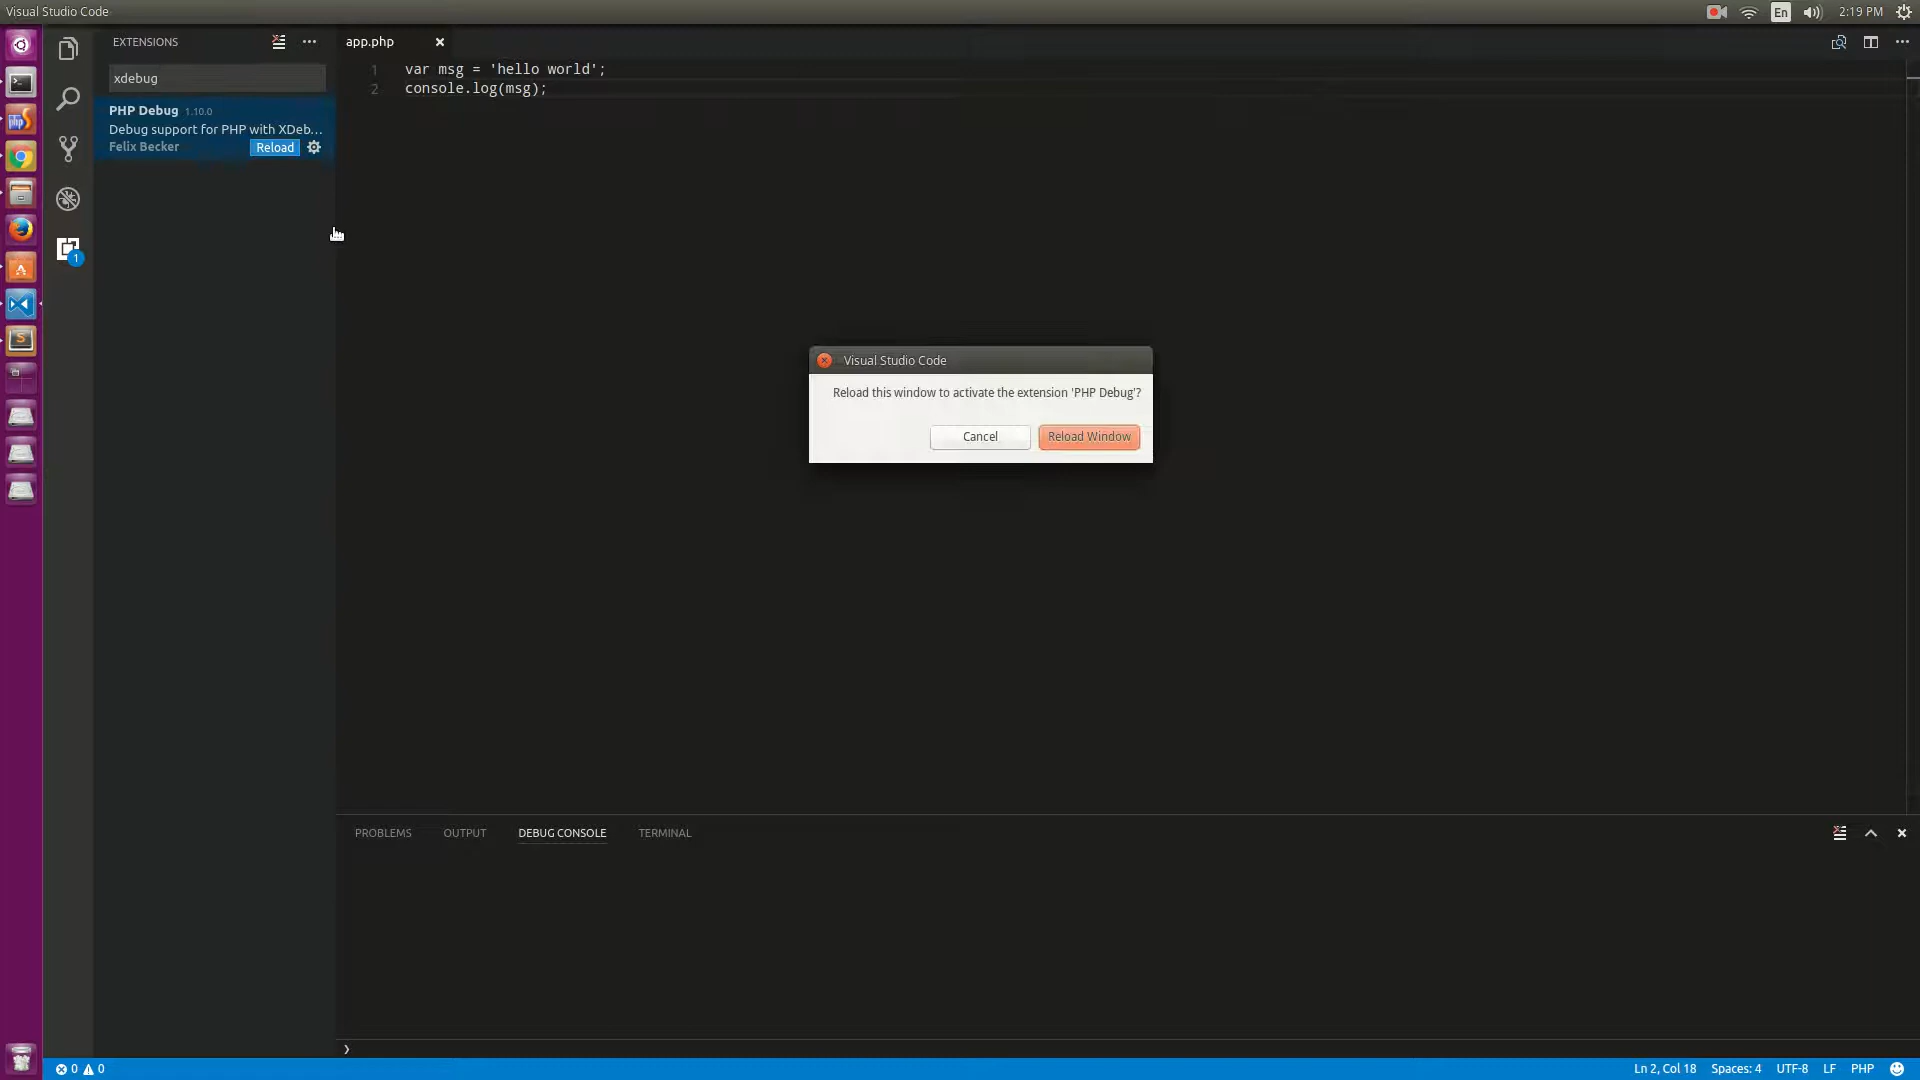 Visual Studio Code
En
2:19 PM
EXTENSIONS
app.php
xdebug
1 var msg = 'hello world';
2 console.log(msg);
PHP Debug 1.10.0
Debug support for PHP with XDeb...
Felix Becker Reload
1
Visual Studio Code
Reload this window to activate the extension 'PHP Debug'?
Cancel Reload Window
PROBLEMS OUTPUT DEBUG CONSOLE TERMINAL
0 0
Ln 2, Col 18 Spaces: 4 UTF-8 LF PHP